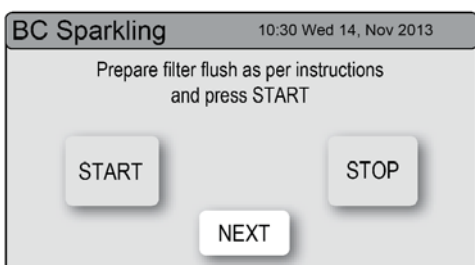 BC Sparkling 10:30 Wed 14, Nov 2013
Prepare filter flush as per instructions
and press START
START STOP
NEXT